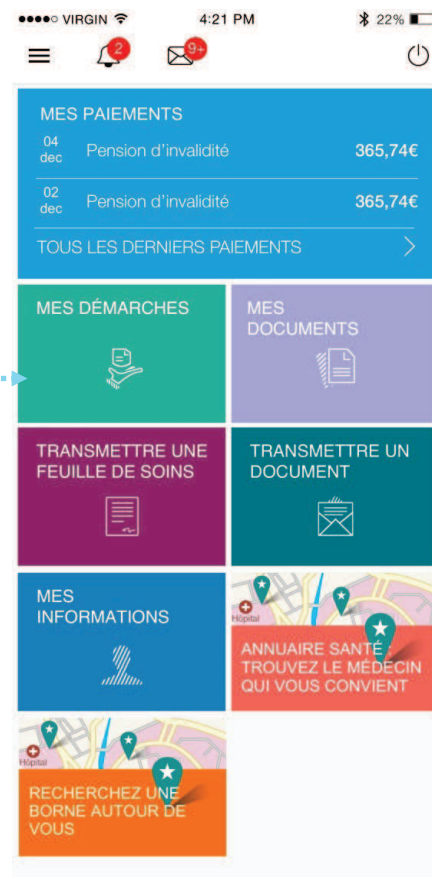 VIRGIN 4:21 PM 22%
2 9+
MES PAIEMENTS
04 dec Pension d'invalidité 365,74€
02 dec Pension d'invalidité 365,74€
TOUS LES DERNIERS PAIEMENTS
MES DÉMARCHES
MES
DOCUMENTS
TRANSMETTRE UNE
FEUILLE DE SOINS
TRANSMETTRE UN
DOCUMENT
MES
INFORMATIONS
Hôpital
ANNUAIRE SANTÉ :
TROUVEZ LE MÉDECIN
QUI VOUS CONVIENT
Hôpital
RECHERCHEZ UNE
BORNE AUTOUR DE
VOUS